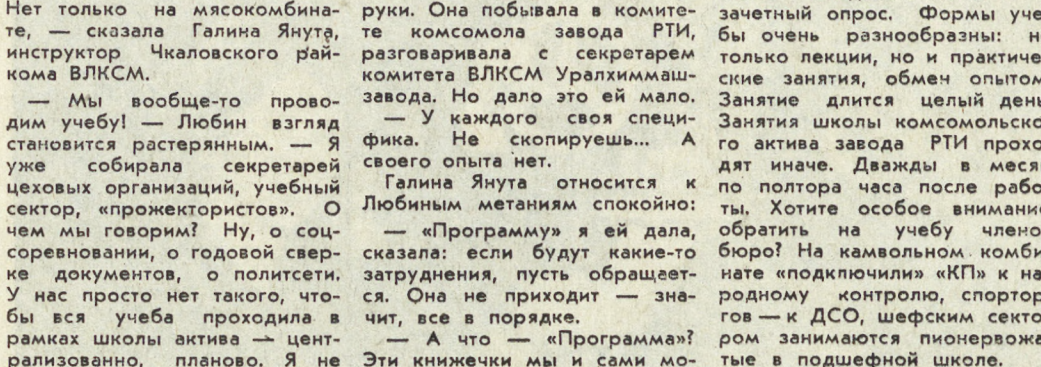 Нет только на мясокомбина-
те, — сказала Галина Янута,
инструктор Чкаловского рай-
кома ВЛКСМ.
— Мы вообще-то прово-
дим учебу! — Любин взгляд
становится растерянным. — Я
уже собирала секретарей
цеховых организаций, учебный
сектор, «прожектористов». О
чем мы говорим? Ну, о соц-
соревновании, о годовой свер-
ке документов, о политсети.
У нас просто нет такого, что-
бы вся учеба проходила в
рамках школы актива — цент-
рализованно, планово. Я не
руки. Она побывала в комите-
те комсомола завода РТИ,
разговаривала с секретарем
комитета ВЛКСМ Уралхиммаш-
завода. Но дало это ей мало.
— У каждого своя специ-
фика. Не скопируешь... А
своего опыта нет.
Галина Янута относится к
Любиным метаниям спокойно:
— «Программу» я ей дала,
сказала: если будут какие-то
затруднения, пусть обращает-
ся. Она не приходит — зна-
чит, все в порядке.
— А что — «Программа»?
Эти книжечки мы и сами мо-
зачетный опрос. Формы уче
бы очень разнообразны: н
только лекции, но и практиче
ские занятия, обмен опытом
Занятие длится целый день
Занятия школы комсомольско
го актива завода РТИ прохо
дят иначе. Дважды в меся
по полтора часа после рабо
ты. Хотите особое внимание
обратить на учебу члено
бюро? На камвольном комби
нате «подключили» «КП» к на
родному контролю, спортор
гов — к ДСО, шефским секто
ром занимаются пионервожа
тые в подшефной школе.